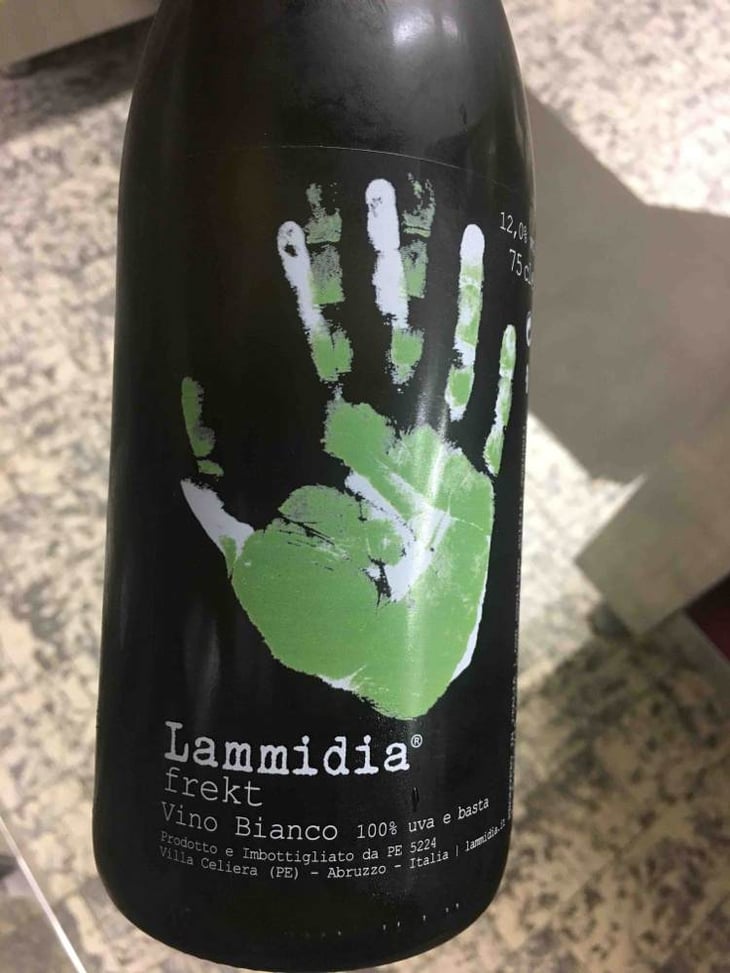 12,0%
75 cl
Lammidia®
frekt
Vino Bianco 100% uva e basta
Prodotto e Imbottigliato da PE 5224
Villa Celiera (PE) - Abruzzo - Italia | lammidia.it